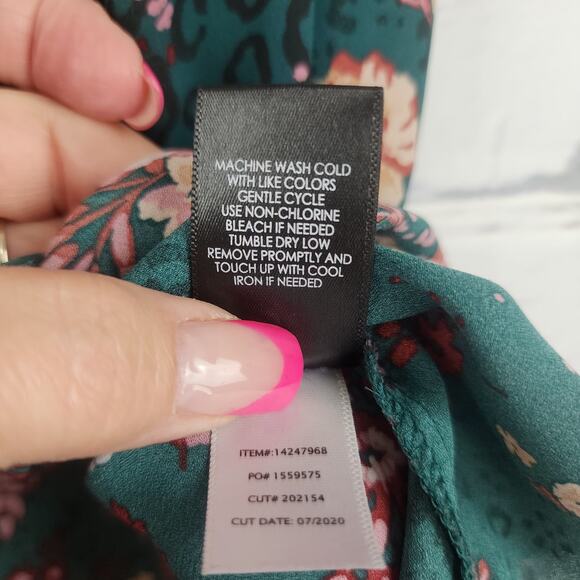 MACHINE WASH COLD
WITH LIKE COLORS
GENTLE CYCLE
USE NON-CHLORINE
BLEACH IF NEEDED
TUMBLE DRY LOW
REMOVE PROMPTLY AND
TOUCH UP WITH COOL
IRON IF NEEDED
ITEM#: 14247968
PO# 1559575
CUT# 202154
CUT DATE: 07/2020